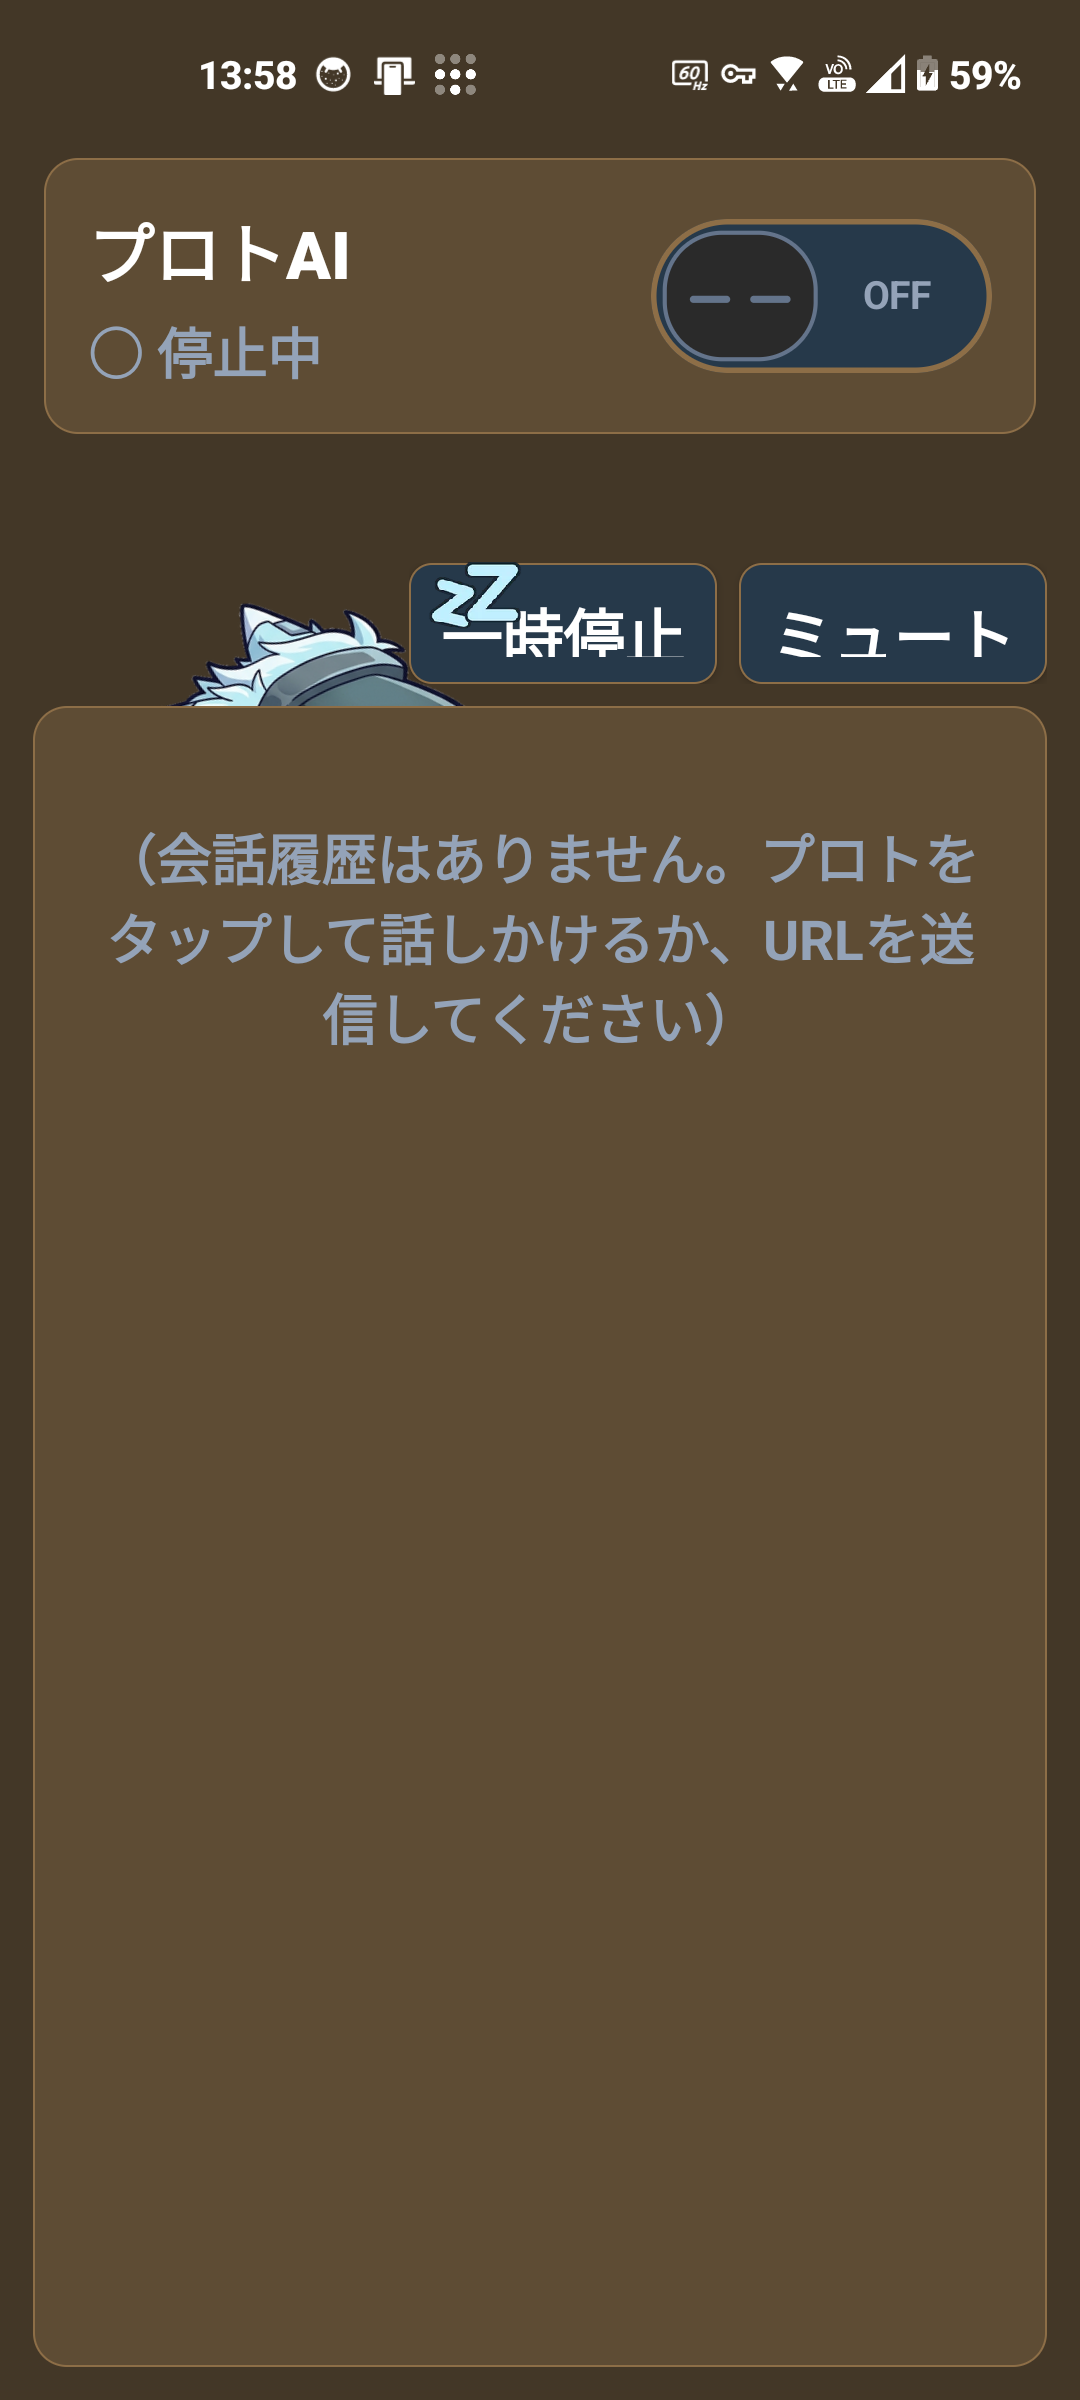 13:58 60Hz VO LTE 59%
プロトAI
○ 停止中
OFF
zZ
一時停止
ミュート
（会話履歴はありません。プロトを
タップして話しかけるか、URLを送
信してください）